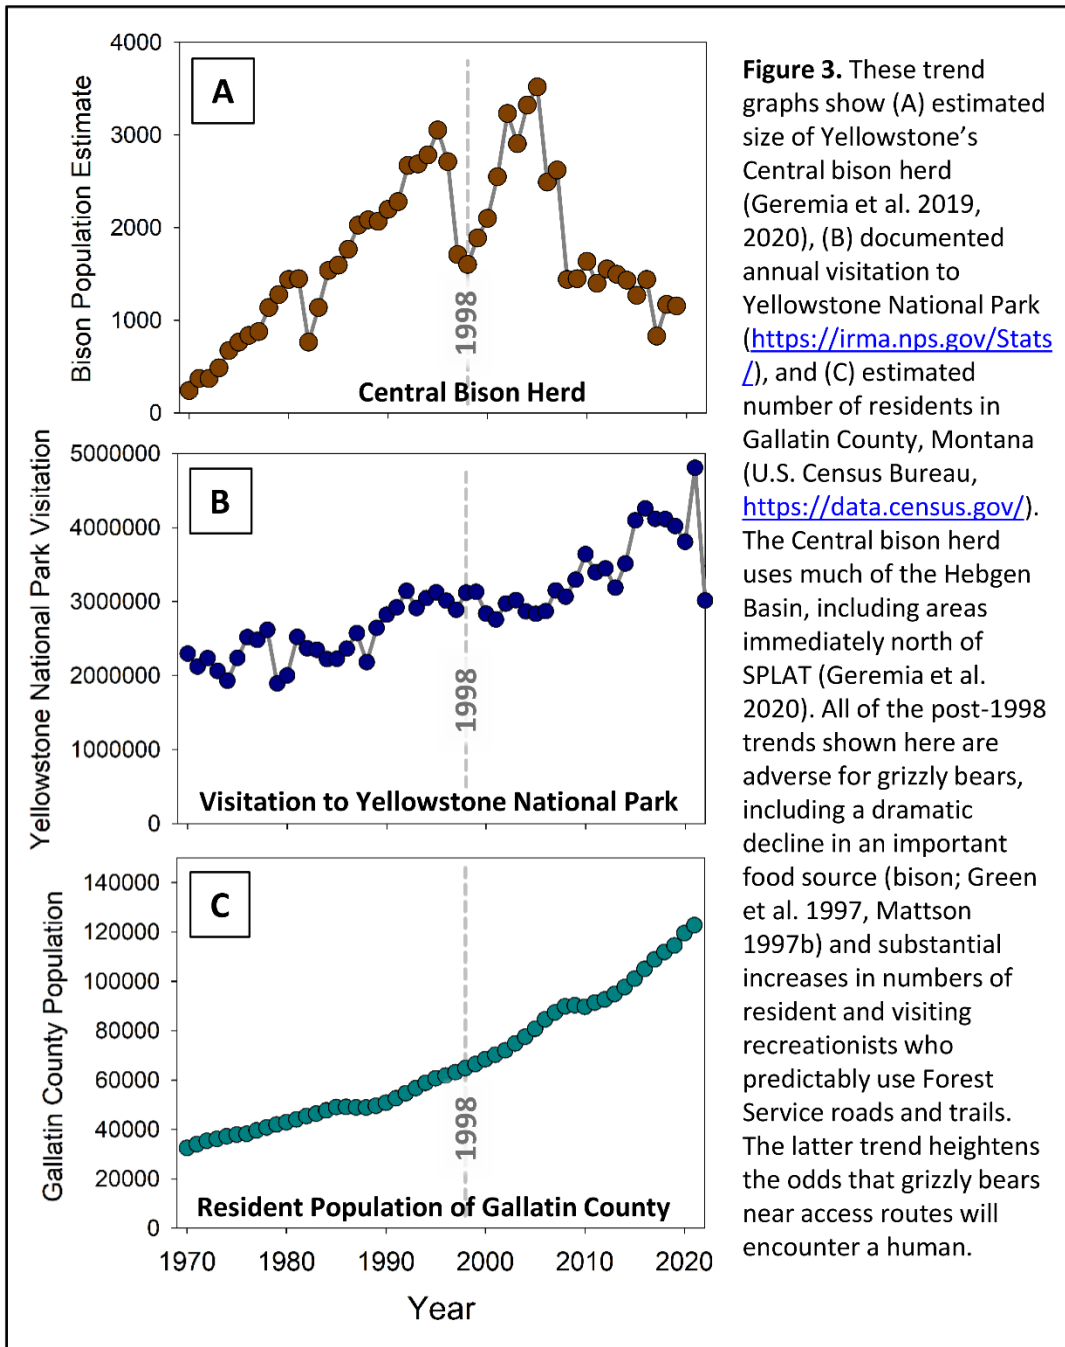 4000
3000
2000
1000
0
Bison Population Estimate
A
1998
Central Bison Herd
5000000
4000000
3000000
2000000
1000000
0
Yellowstone National Park Visitation
B
1998
Visitation to Yellowstone National Park
140000
120000
100000
80000
60000
40000
20000
0
Gallatin County Population
C
1998
Resident Population of Gallatin County
1970 1980 1990 2000 2010 2020
Year
Figure 3. These trend
graphs show (A) estimated
size of Yellowstone’s
Central bison herd
(Geremia et al. 2019,
2020), (B) documented
annual visitation to
Yellowstone National Park
(https://irma.nps.gov/Stats
/), and (C) estimated
number of residents in
Gallatin County, Montana
(U.S. Census Bureau,
https://data.census.gov/).
The Central bison herd
uses much of the Hebgen
Basin, including areas
immediately north of
SPLAT (Geremia et al.
2020). All of the post-1998
trends shown here are
adverse for grizzly bears,
including a dramatic
decline in an important
food source (bison; Green
et al. 1997, Mattson
1997b) and substantial
increases in numbers of
resident and visiting
recreationists who
predictably use Forest
Service roads and trails.
The latter trend heightens
the odds that grizzly bears
near access routes will
encounter a human.